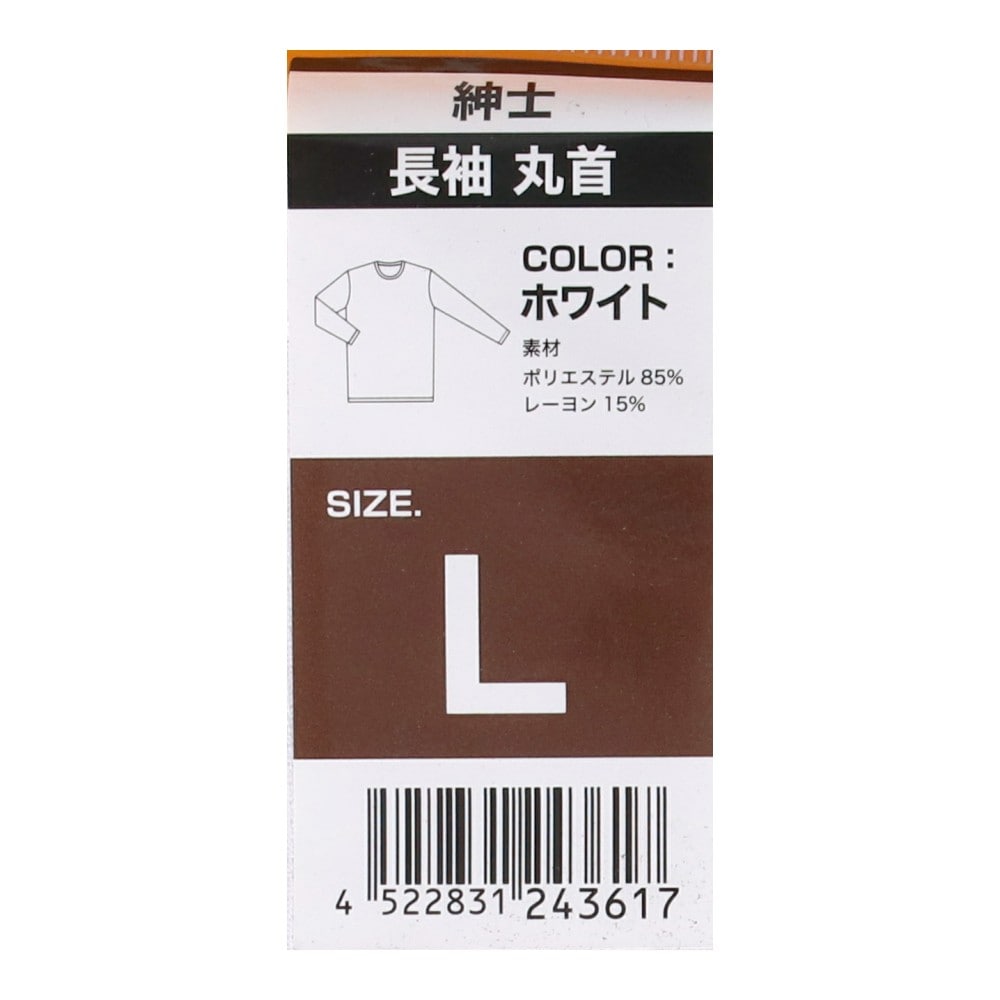 紳士
長袖 丸首
COLOR：
ホワイト
素材
ポリエステル 85%
レーヨン 15%
SIZE.
L
4 522831 243617